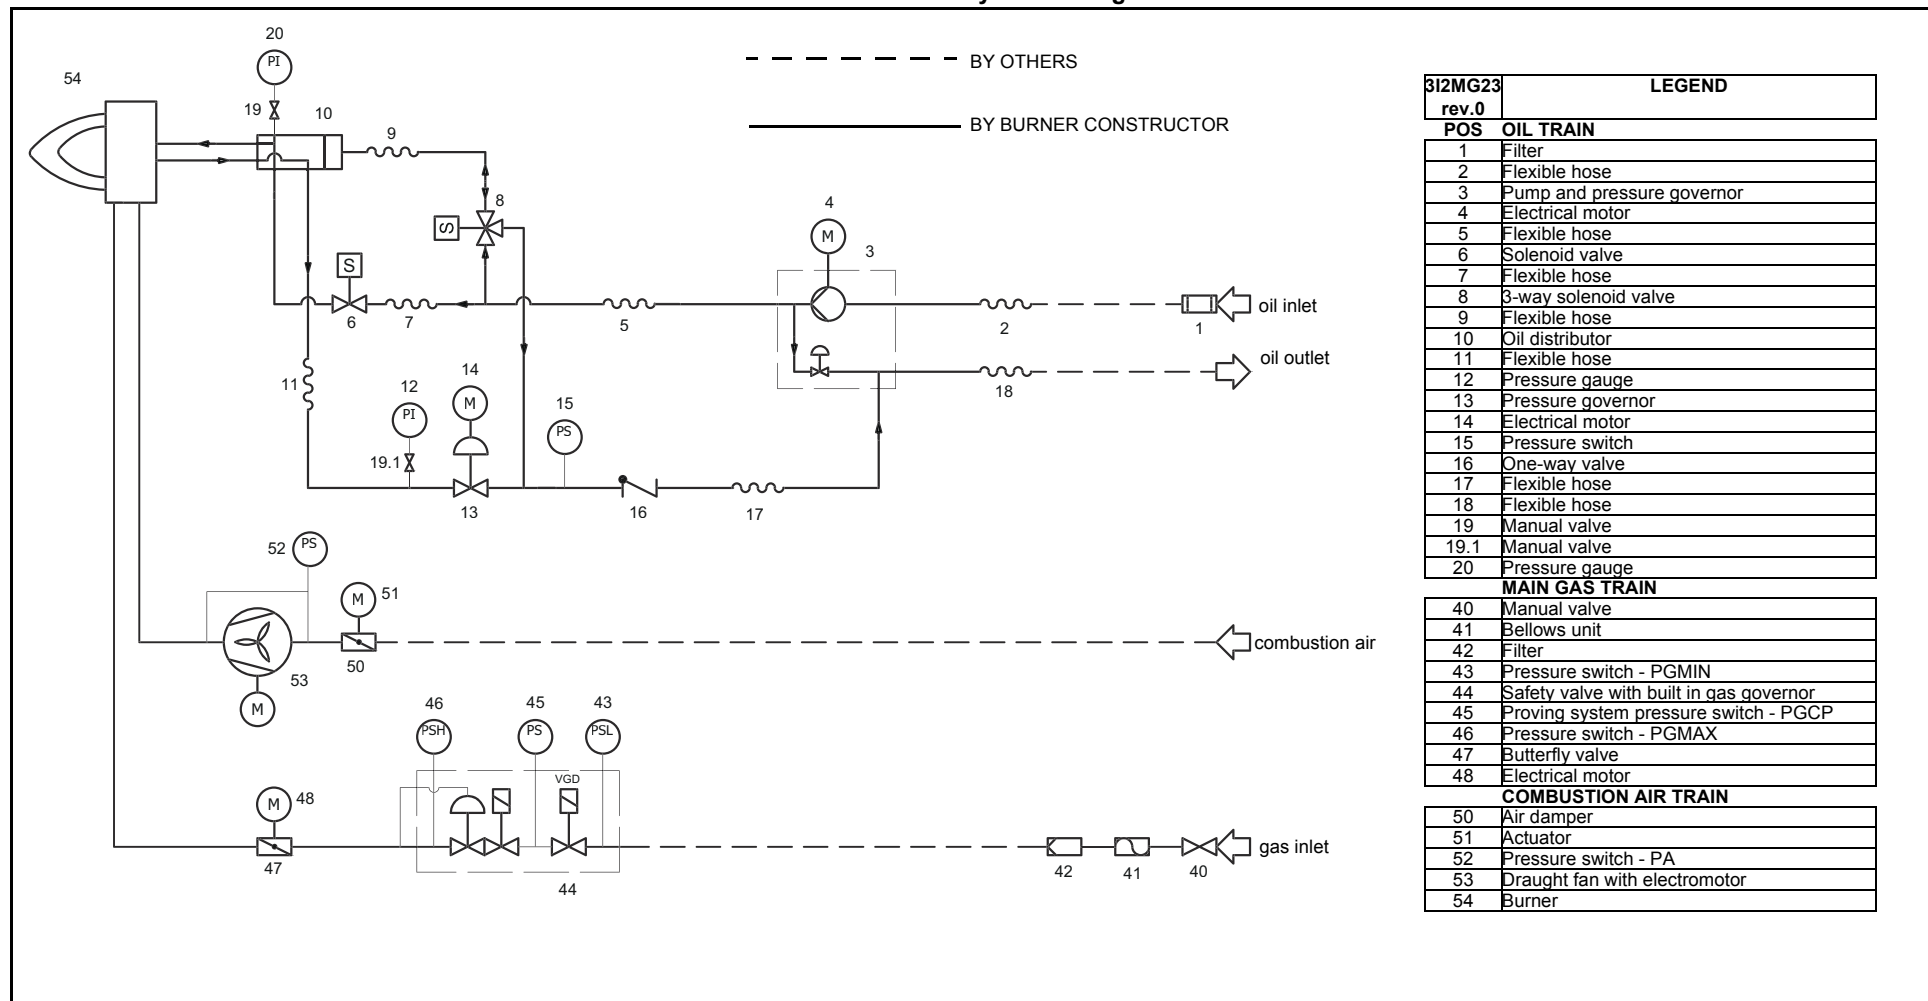 20
PI
54
BY OTHERS
19
10
9
BY BURNER CONSTRUCTOR
8
S
4
M
3
S
oil inlet
6
7
5
2
1
oil outlet
11
12
14
15
18
PI
M
PS
19.1
13
16
17
52
PS
M
51
combustion air
50
53
M
46
45
43
PSH
PS
PSL
VGD
M
48
gas inlet
47
44
42
41
40
3I2MG23 LEGEND
rev.0
POS OIL TRAIN
1 Filter
2 Flexible hose
3 Pump and pressure governor
4 Electrical motor
5 Flexible hose
6 Solenoid valve
7 Flexible hose
8 3-way solenoid valve
9 Flexible hose
10 Oil distributor
11 Flexible hose
12 Pressure gauge
13 Pressure governor
14 Electrical motor
15 Pressure switch
16 One-way valve
17 Flexible hose
18 Flexible hose
19 Manual valve
19.1 Manual valve
20 Pressure gauge
MAIN GAS TRAIN
40 Manual valve
41 Bellows unit
42 Filter
43 Pressure switch - PGMIN
44 Safety valve with built in gas governor
45 Proving system pressure switch - PGCP
46 Pressure switch - PGMAX
47 Butterfly valve
48 Electrical motor
COMBUSTION AIR TRAIN
50 Air damper
51 Actuator
52 Pressure switch - PA
53 Draught fan with electromotor
54 Burner